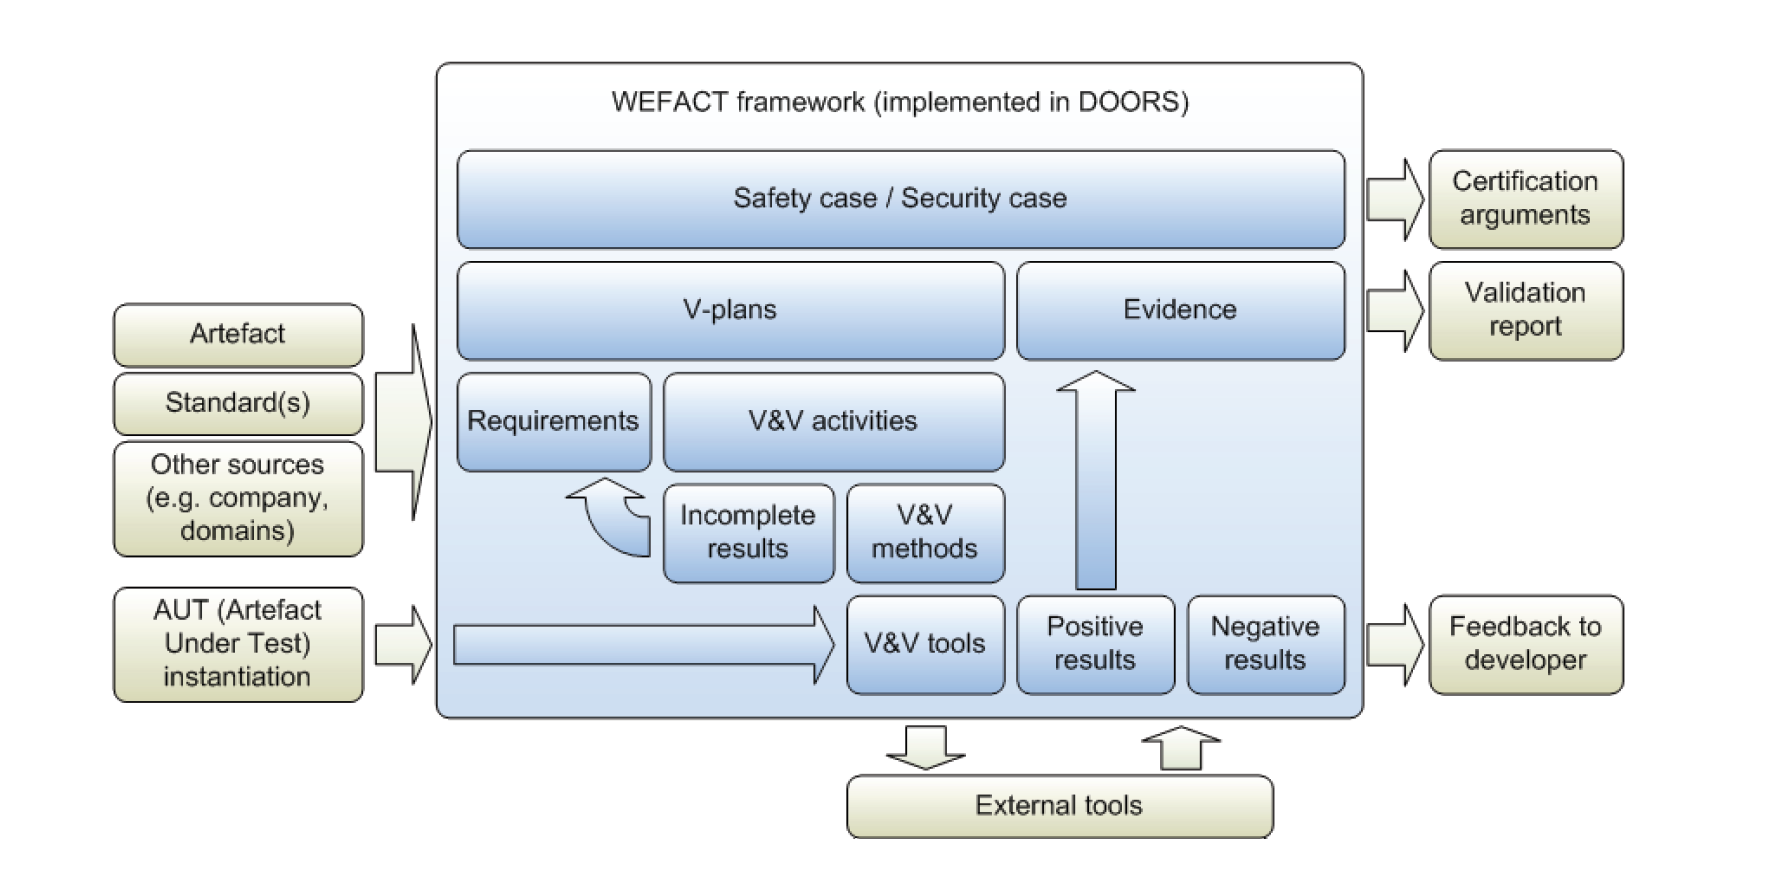 WEFACT framework (implemented in DOORS)
Safety case / Security case
Certification
arguments
V-plans
Evidence
Validation
report
Artefact
Standard(s)
Other sources
(e.g. company,
domains)
Requirements
V&V activities
Incomplete
results
V&V
methods
AUT (Artefact
Under Test)
instantiation
V&V tools
Positive
results
Negative
results
Feedback to
developer
External tools